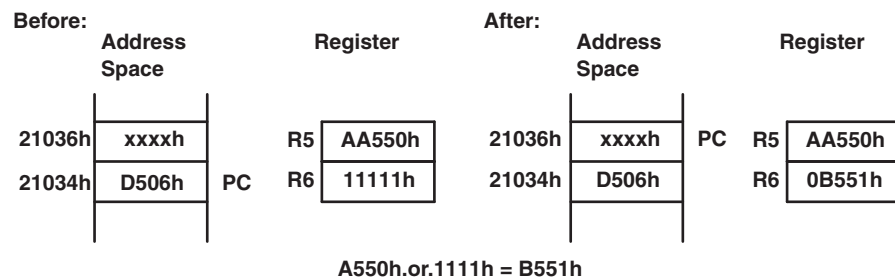 Before: After:
Address Register Address Register
Space Space
21036h xxxxh R5 AA550h 21036h xxxxh PC R5 AA550h
21034h D506h PC R6 11111h 21034h D506h R6 0B551h
A550h.or.1111h = B551h